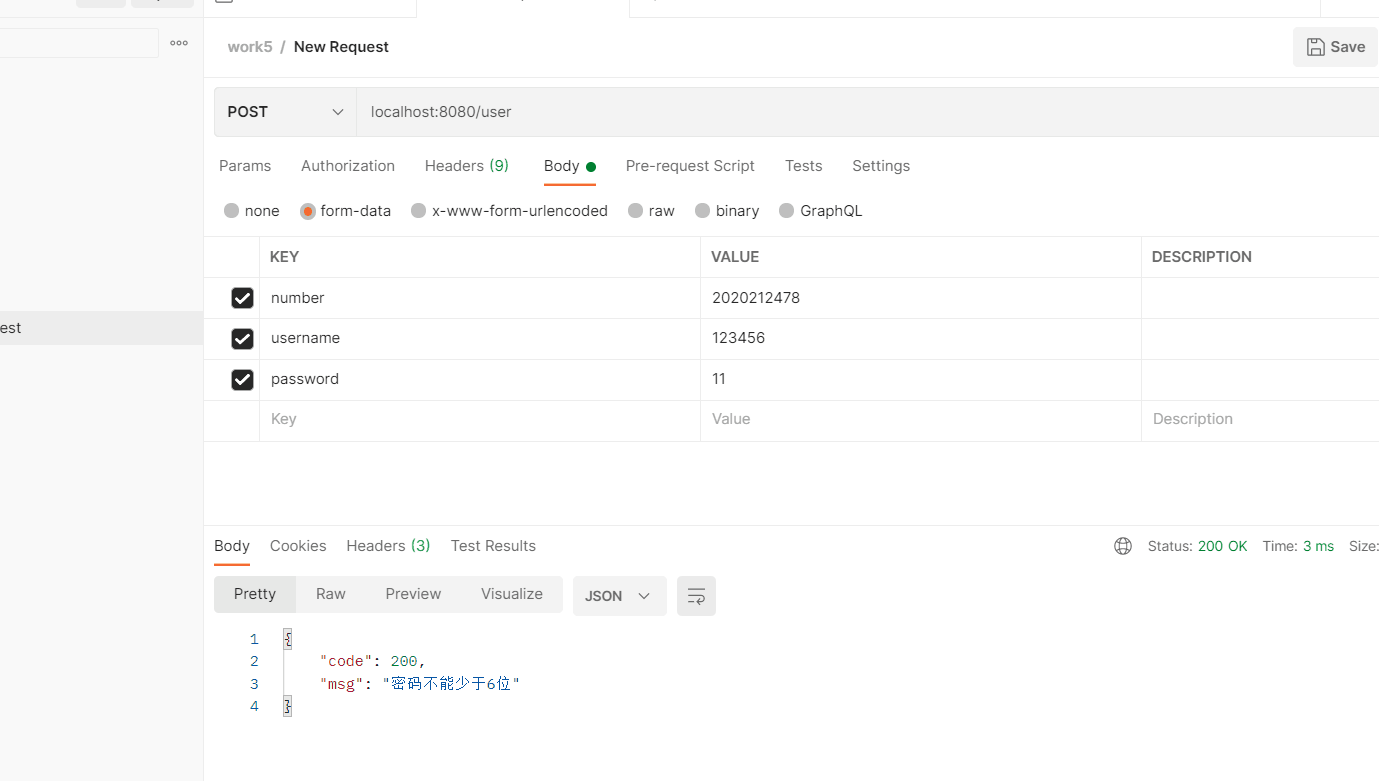 work5 / New Request
Save
POST
localhost:8080/user
Params Authorization Headers (9) Body Pre-request Script Tests Settings
none form-data x-www-form-urlencoded raw binary GraphQL
KEY VALUE DESCRIPTION
number 2020212478
est
username 123456
password 11
Key Value Description
Body Cookies Headers (3) Test Results
Status: 200 OK Time: 3 ms Size:
Pretty Raw Preview Visualize JSON
1 {
2 "code": 200,
3 "msg": "密码不能少于6位"
4 }